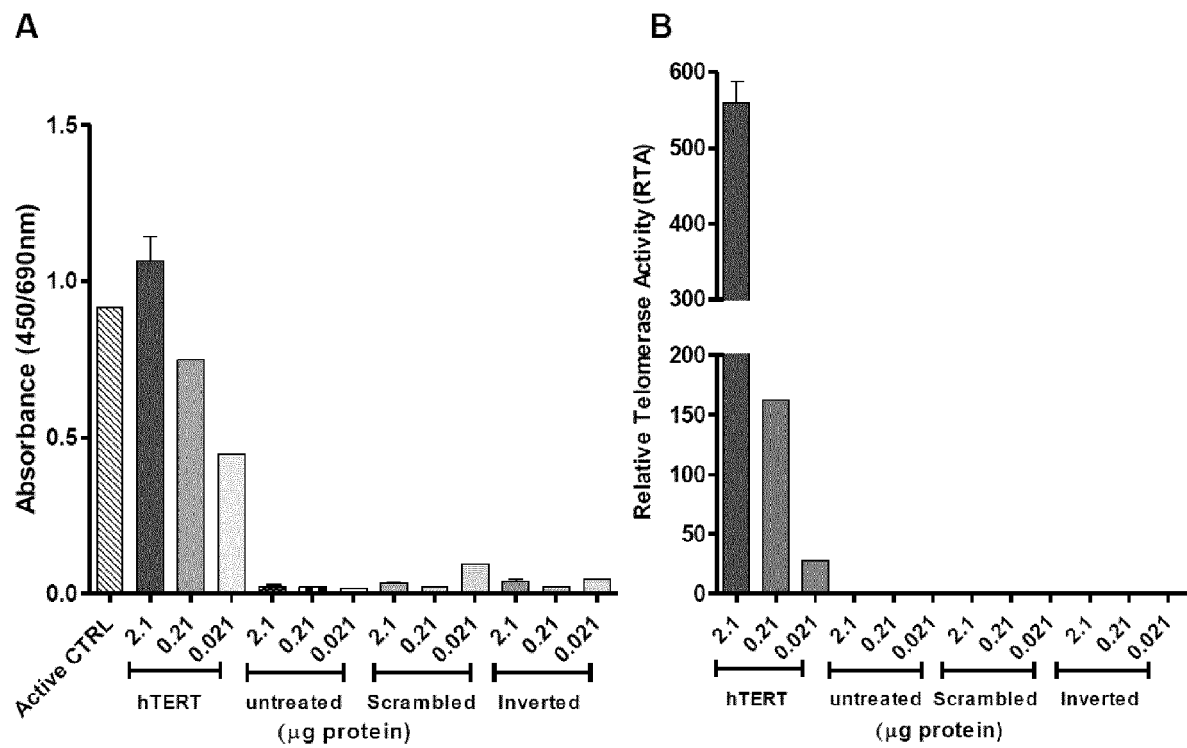 A
Absorbance (450/690nm)
1.5
1.0
0.5
0.0
Active CTRL
2.1
0.21
0.021
2.1
0.21
0.021
2.1
0.21
0.021
2.1
0.21
0.021
hTERT
untreated
Scrambled
Inverted
(μg protein)
B
Relative Telomerase Activity (RTA)
600
500
400
300
200
150
100
50
0
2.1
0.21
0.021
2.1
0.21
0.021
2.1
0.21
0.021
2.1
0.21
0.021
hTERT
untreated
Scrambled
Inverted
(μg protein)